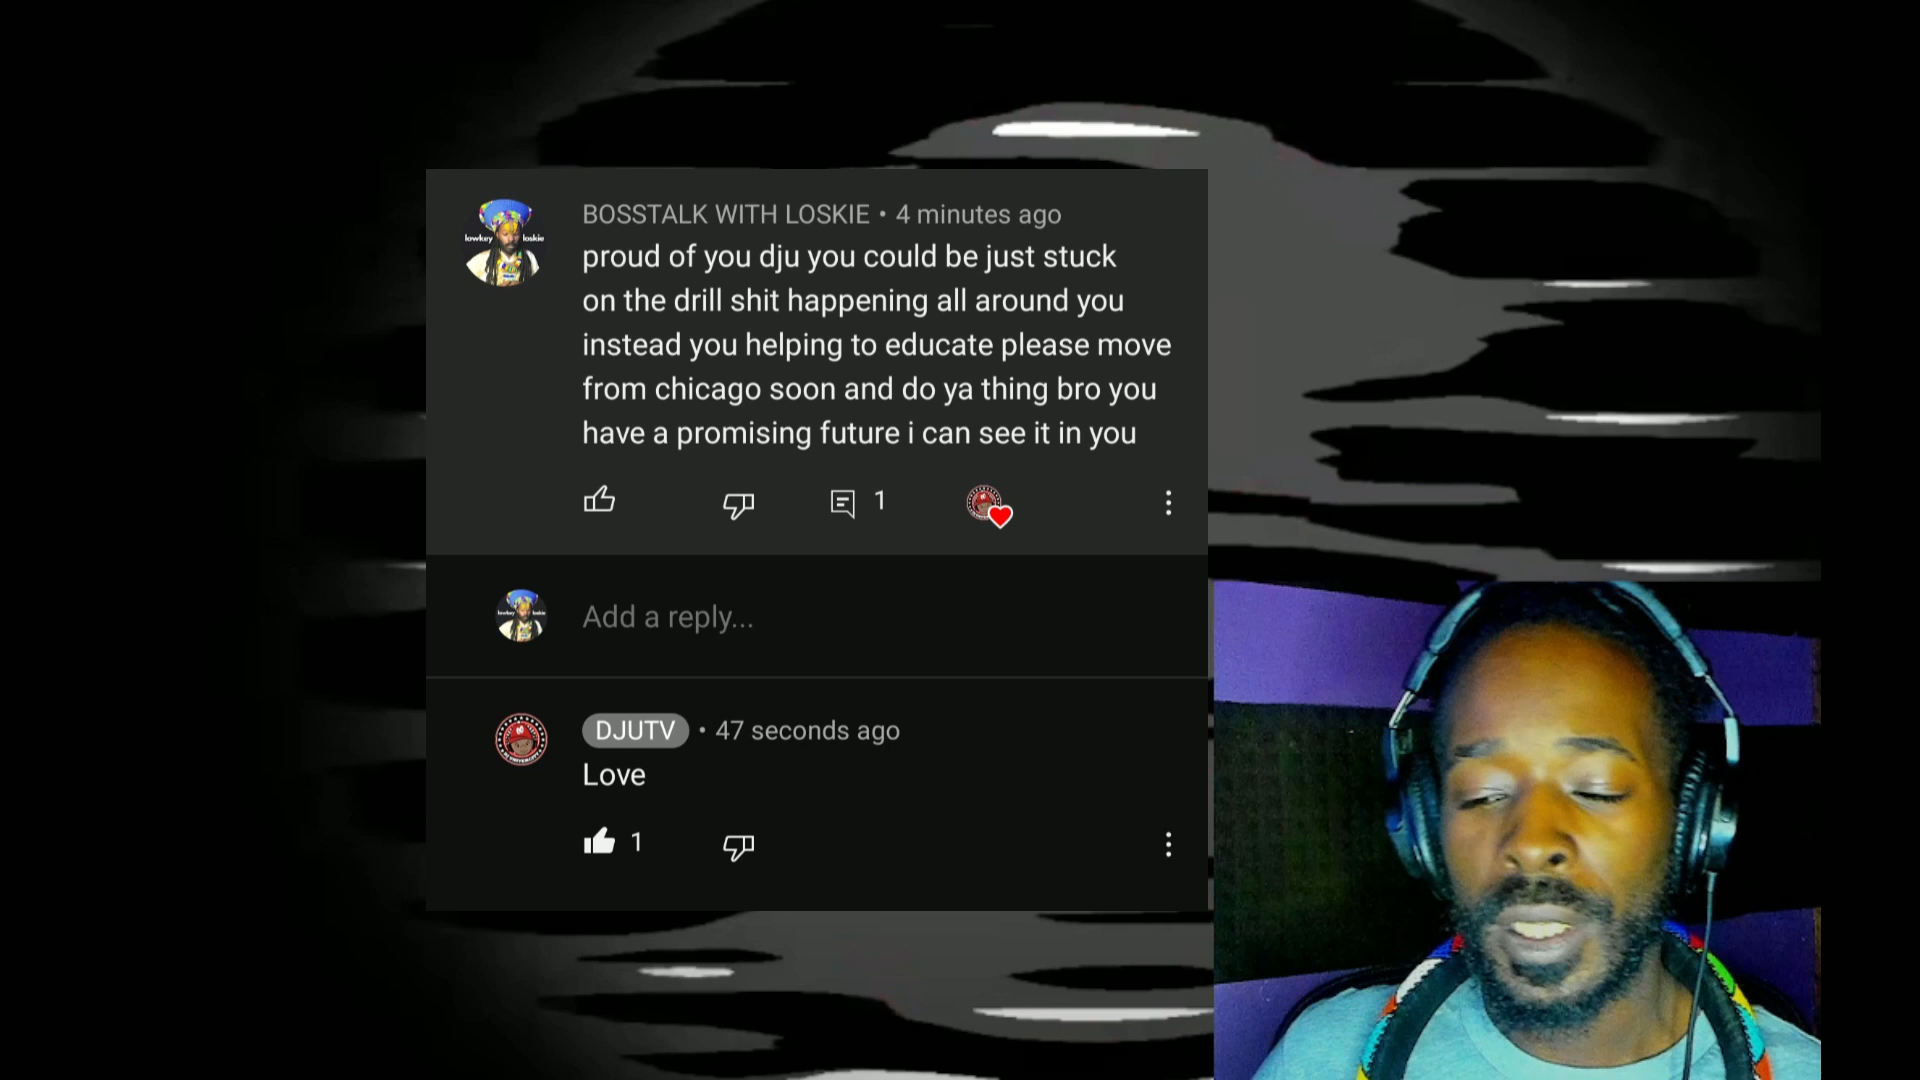 BOSSTALK WITH LOSKIE • 4 minutes ago
proud of you dju you could be just stuck
on the drill shit happening all around you
instead you helping to educate please move
from chicago soon and do ya thing bro you
have a promising future i can see it in you
1
lowkey loskie
Add a reply...
DJUTV • 47 seconds ago
Love
1